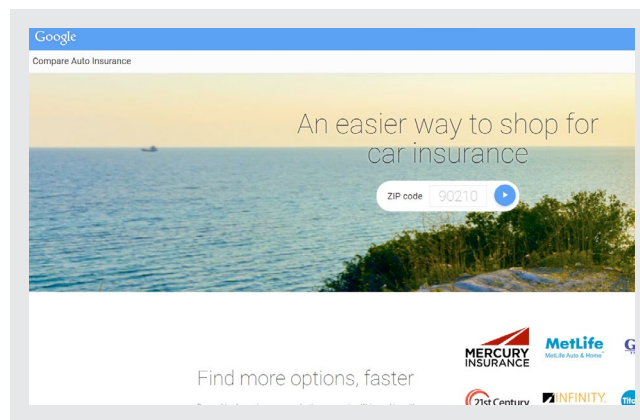 Google
Compare Auto Insurance
An easier way to shop for
car insurance
ZIP code 90210
MERCURY
INSURANCE
MetLife
MetLife Auto & Home
Find more options, faster
21st Century
INFINITY.